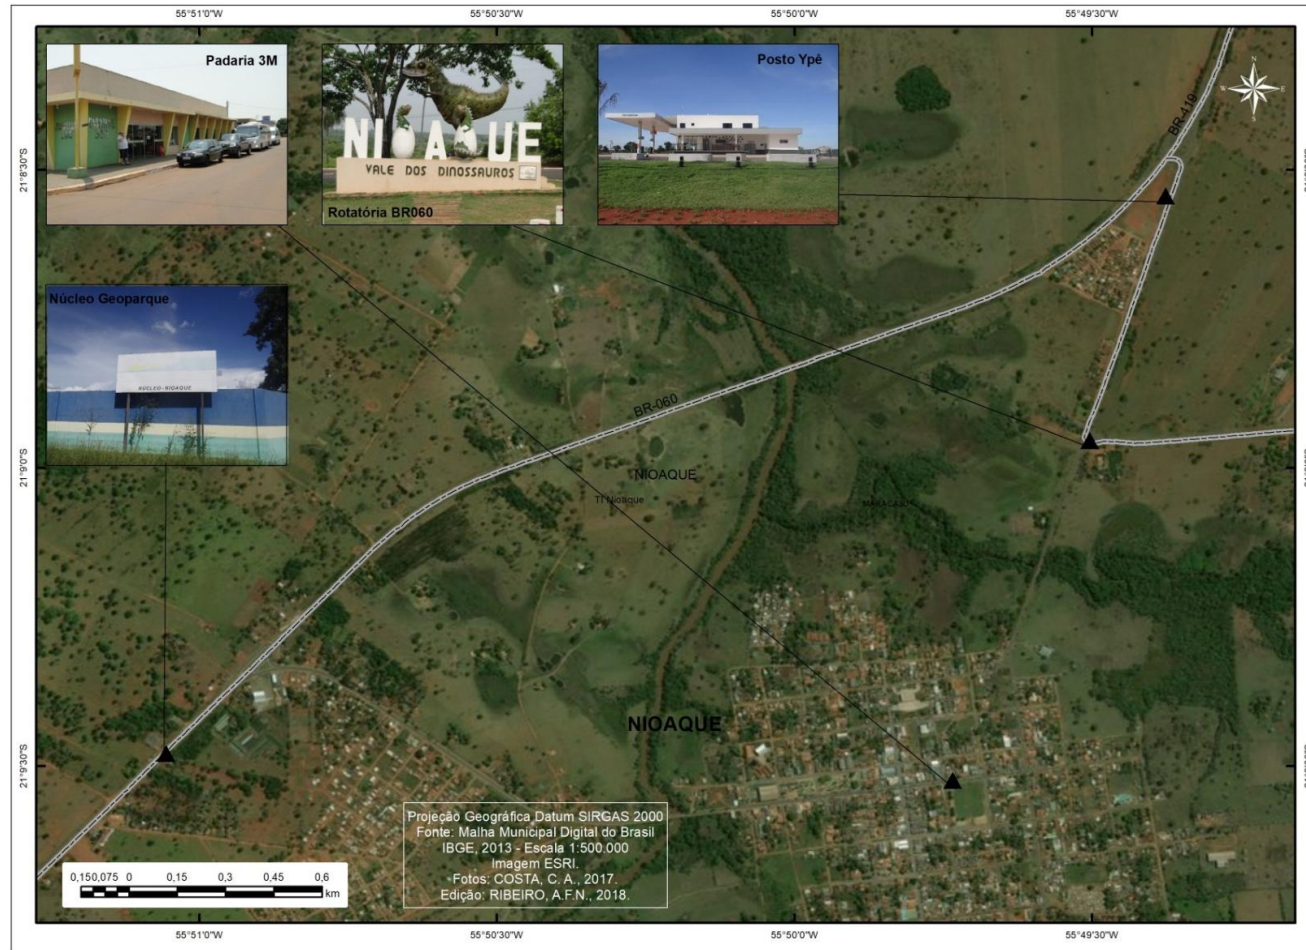 55°51'0"W
55°50'30"W
55°50'0"W
55°49'30"W
Padaria 3M
NIOAQUE
VALE DOS DINOSSAUROS
Rotatória BR060
Posto Ypê
BR-419
21°8'30"S
Núcleo Geoparque
NÚCLEO-NIOAQUE
BR-060
21°9'0"S
NIOAQUE
TI Nioaque
NIOAQUE
21°9'30"S
Projeção Geográfica Datum SIRGAS 2000
Fonte: Malha Municipal Digital do Brasil
IBGE, 2013 - Escala 1:500.000
Imagem ESRI.
Fotos: COSTA, C. A., 2017.
Edição: RIBEIRO, A.F.N., 2018.
0,150,075 0 0,15 0,3 0,45 0,6
km
N
W E
S
55°51'0"W
55°50'30"W
55°50'0"W
55°49'30"W